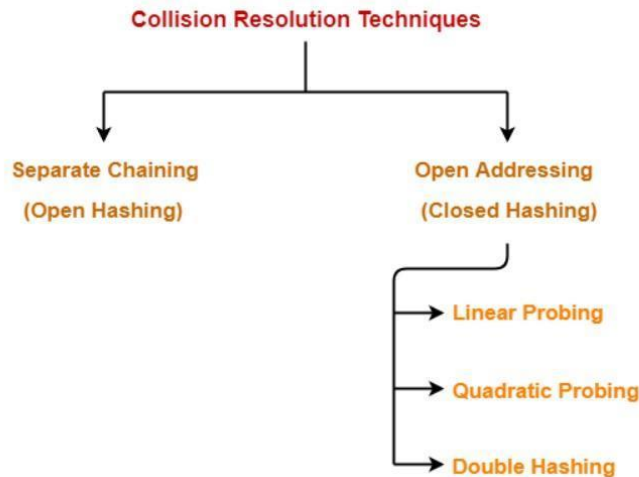 Collision Resolution Techniques
Separate Chaining
(Open Hashing)
Open Addressing
(Closed Hashing)
Linear Probing
Quadratic Probing
Double Hashing